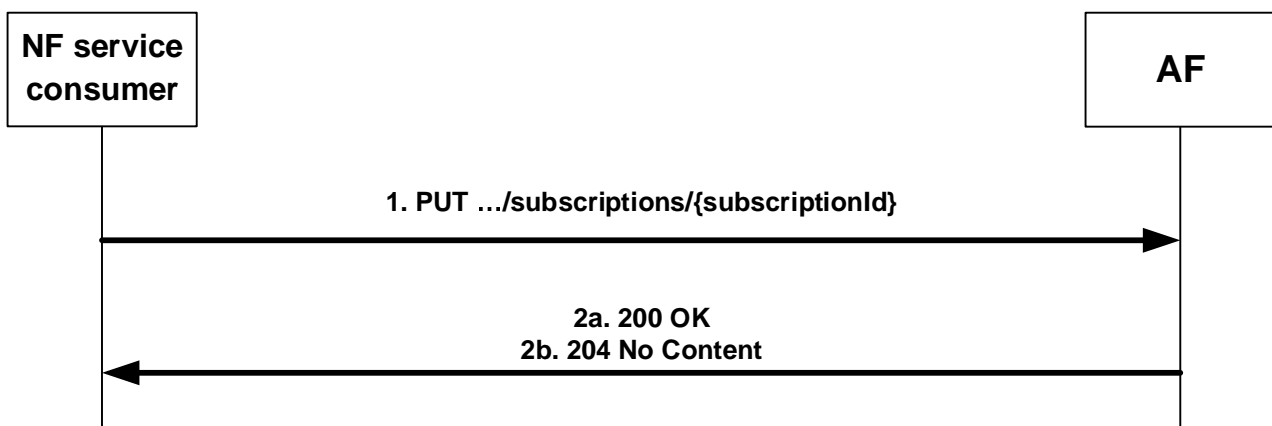 NF service
consumer
AF
1. PUT …/subscriptions/{subscriptionId}
2a. 200 OK
2b. 204 No Content